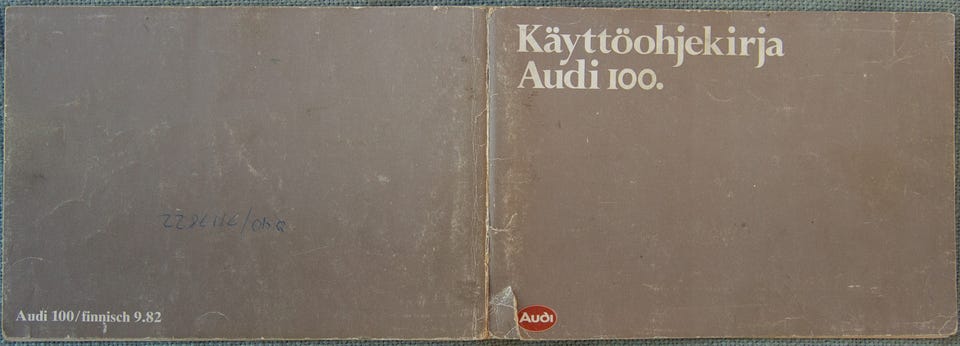 Käyttöohjekirja
Audi 100.
Audi
Audi 100/finnisch 9.82